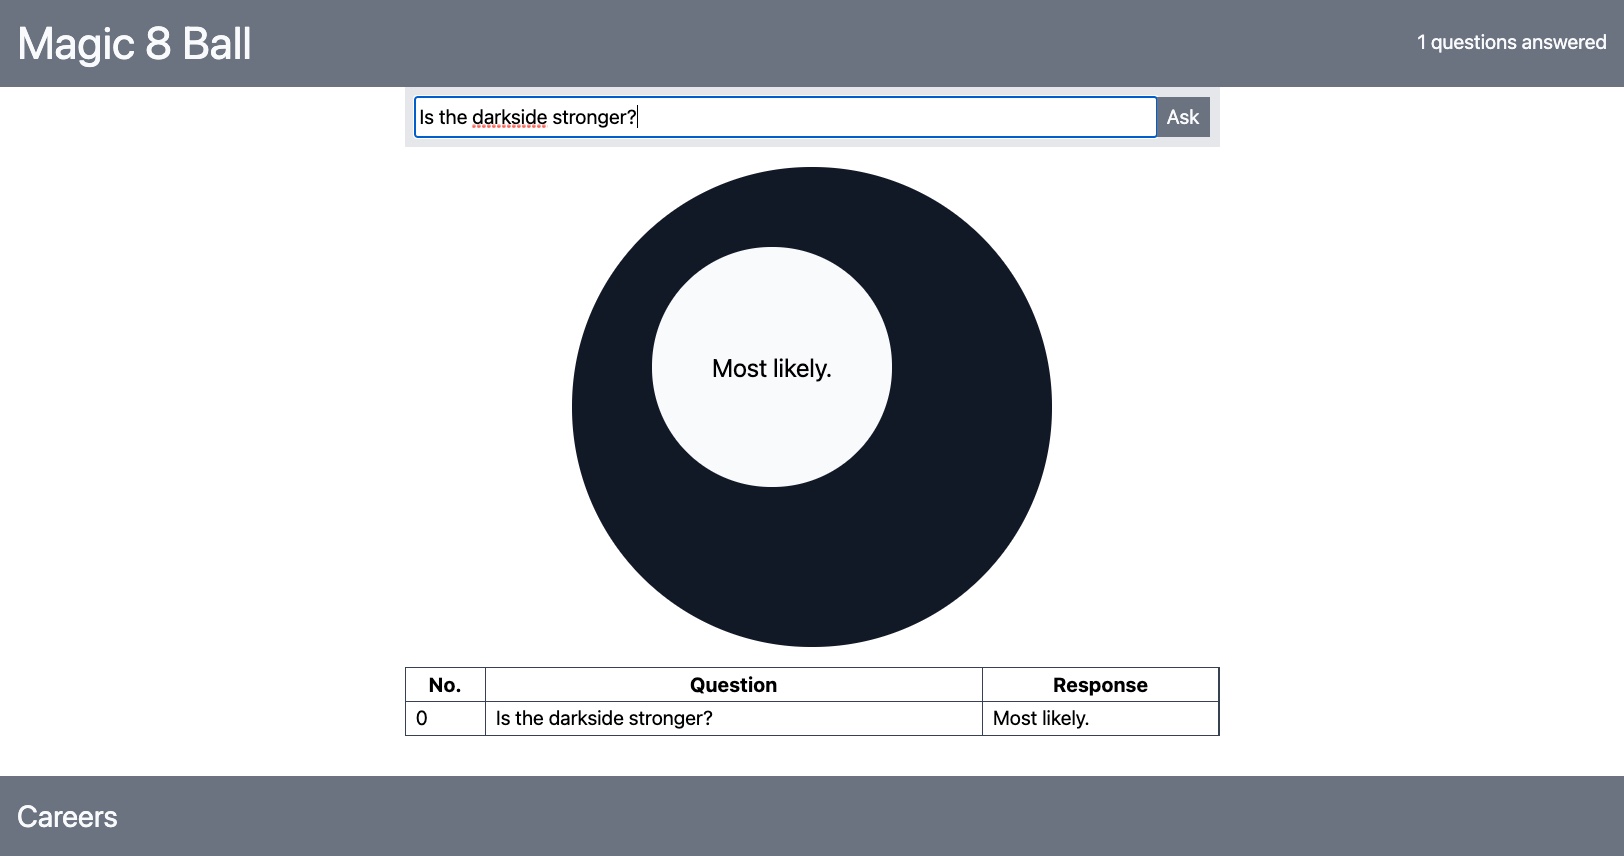 Magic 8 Ball
1 questions answered
Is the darkside stronger?
Ask
Most likely.
No. Question Response
0 Is the darkside stronger? Most likely.
Careers